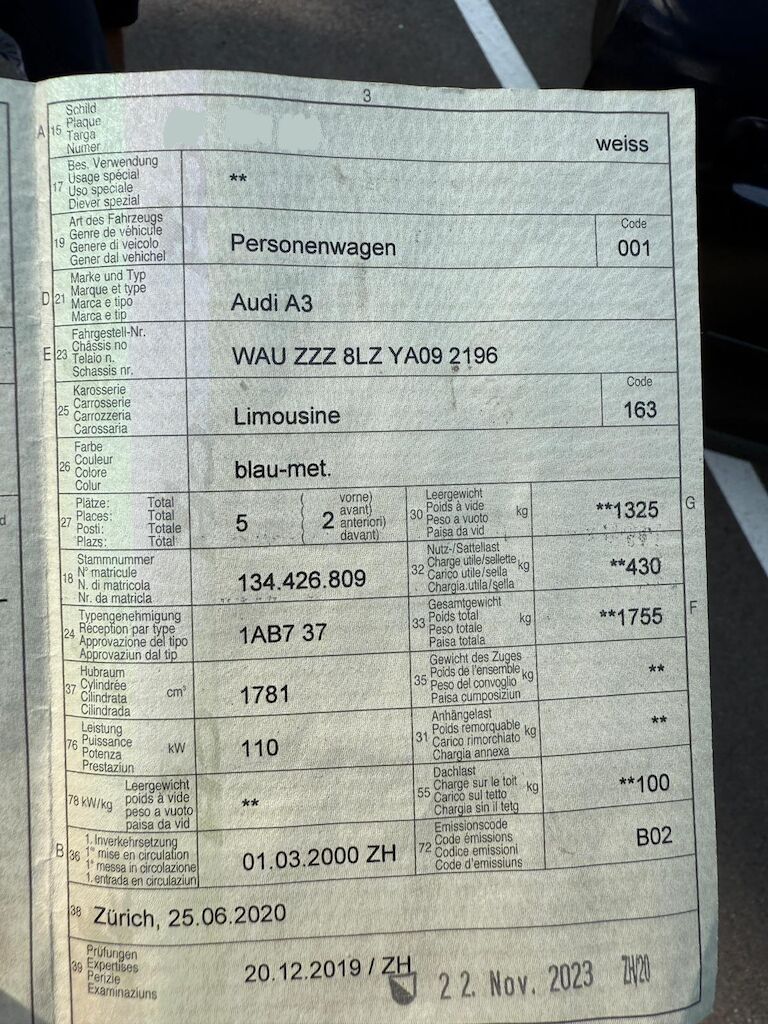 3
A 15 Schild
Plaque
Targa
Numer
weiss
17 Bes. Verwendung
Usage spécial
Uso speciale
Diever spezial
**
19 Art des Fahrzeugs
Genre de véhicule
Genere di veicolo
Gener dal vehichel
Personenwagen
Code
001
D 21 Marke und Typ
Marque et type
Marca e tipo
Marca e tip
Audi A3
E 23 Fahrgestell-Nr.
Châssis no
Telaio n.
Schassis nr.
WAU ZZZ 8LZ YA09 2196
25 Karosserie
Carrosserie
Carrozzeria
Carossaria
Limousine
Code
163
26 Farbe
Couleur
Colore
Colur
blau-met.
27 Plätze: Total
Places: Total
Posti: Totale
Plazs: Total
5
( 2 vorne)
avant)
anteriori)
davant)
30 Leergewicht
Poids à vide
Peso a vuoto
Paisa da vid
kg
**1325
G
18 Stammnummer
N° matricule
N. di matricola
Nr. da matricla
134.426.809
32 Nutz-/Sattellast
Charge utile/sellette
Carico utile/sella
Chargia.utila/sella
kg
**430
24 Typengenehmigung
Réception par type
Approvazione del tipo
Approvaziun dal tip
1AB7 37
33 Gesamtgewicht
Poids total
Peso totale
Paisa totala
kg
**1755
F
37 Hubraum
Cylindrée
Cilindrata
Cilindrada
cm³
1781
35 Gewicht des Zuges
Poids de l'ensemble
Peso del convoglio
Paisa cumposiziun
kg
**
76 Leistung
Puissance
Potenza
Prestaziun
kW
110
31 Anhängelast
Poids remorquable
Carico rimorchiato
Chargia annexa
kg
**
78 kW/kg Leergewicht
poids à vide
peso a vuoto
paisa da vid
**
55 Dachlast
Charge sur le toit
Carico sul tetto
Chargia sin il tetg
kg
**100
B 36 1. Inverkehrsetzung
1re mise en circulation
1a messa in circolazione
1. entrada en circulaziun
01.03.2000 ZH
72 Emissionscode
Code émissions
Codice emissioni
Code d'emissiuns
B02
38 Zürich, 25.06.2020
39 Prüfungen
Expertises
Perizie
Examinaziuns
20.12.2019 / ZH
22. Nov. 2023 ZH/20